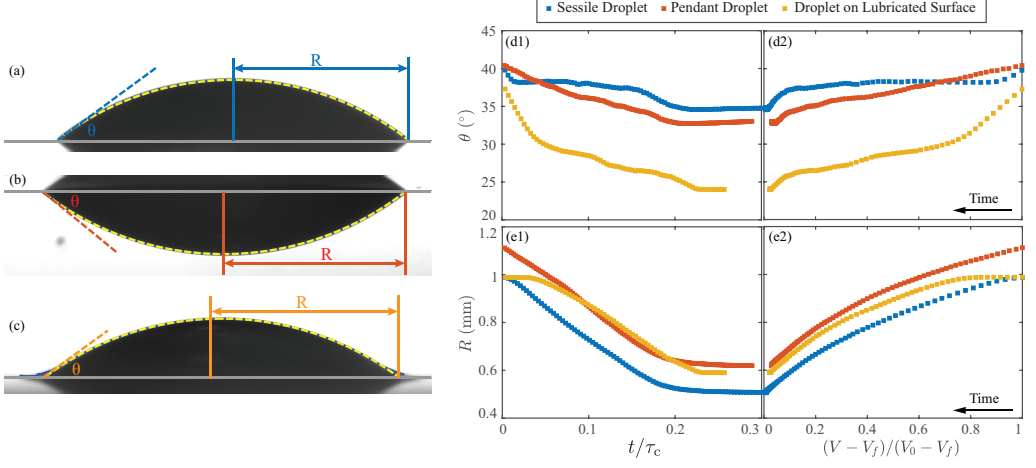 Sessile Droplet Pendant Droplet Droplet on Lubricated Surface
(a)
R
θ
(b)
θ
R
(c)
R
θ
(d1)
(d2)
40
35
30
25
20
θ (°)
Time
(e1)
(e2)
1.2
1
0.8
0.6
0.4
R (mm)
Time
0 0.1 0.2 0.3 0 0.2 0.4 0.6 0.8 1
t/τc
(V − Vf)/(V0 − Vf)